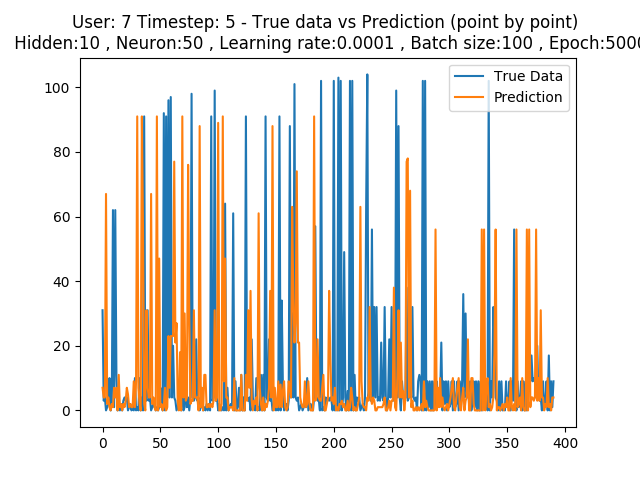 User: 7 Timestep: 5 - True data vs Prediction (point by point)
Hidden:10 , Neuron:50 , Learning rate:0.0001 , Batch size:100 , Epoch:5000
True Data
Prediction
100
80
60
40
20
0
0 50 100 150 200 250 300 350 400